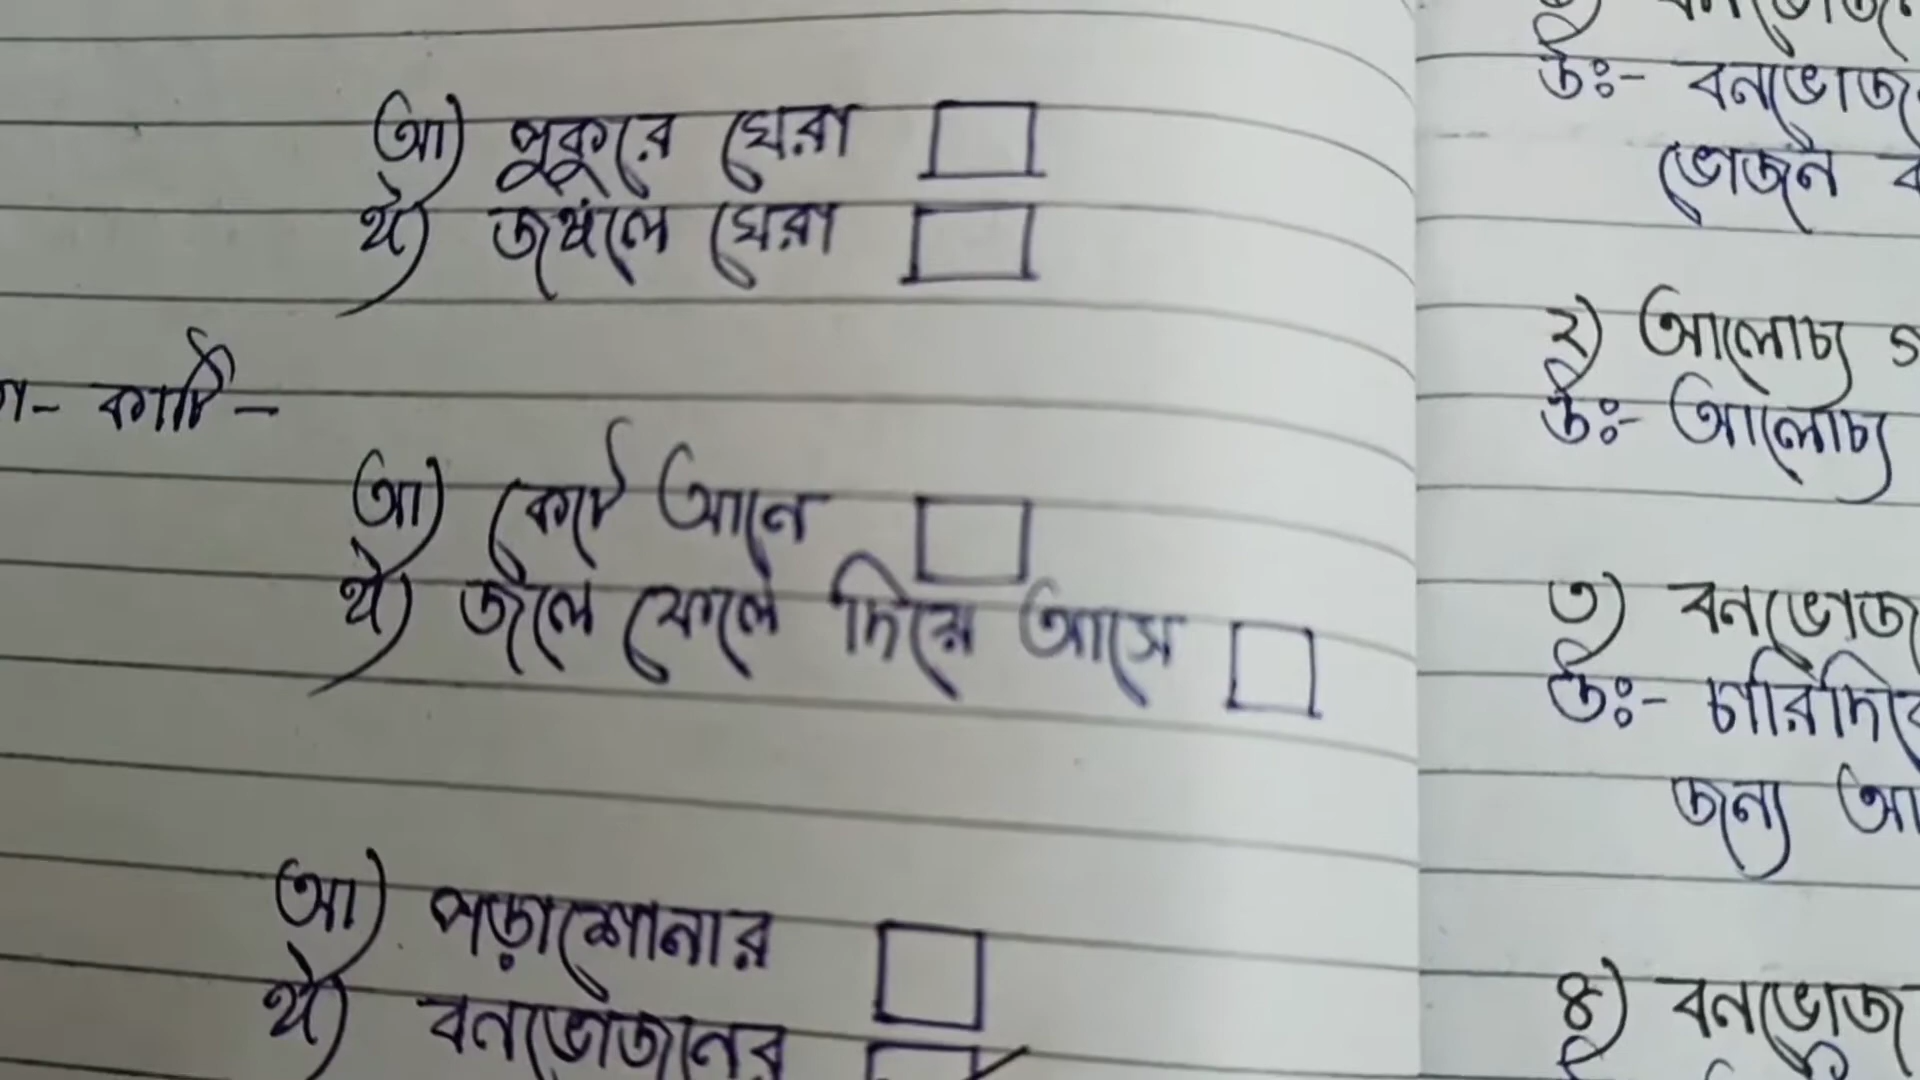 আ) পুকুরে ঘেরা
ঈ) জঙ্গলে ঘেরা
কাটি –
আ) কেটে আনে
ঈ) জলে ফেলে দিয়ে আসে
আ) পড়াশোনার
ঈ) বনভোজনের
উঃ- বনভোজ
ভোজন
২) আলোচ্য
উঃ- আলোচ্য
৩) বনভোজ
উঃ- চারিদি
জন্য আ
৪) বনভোজ